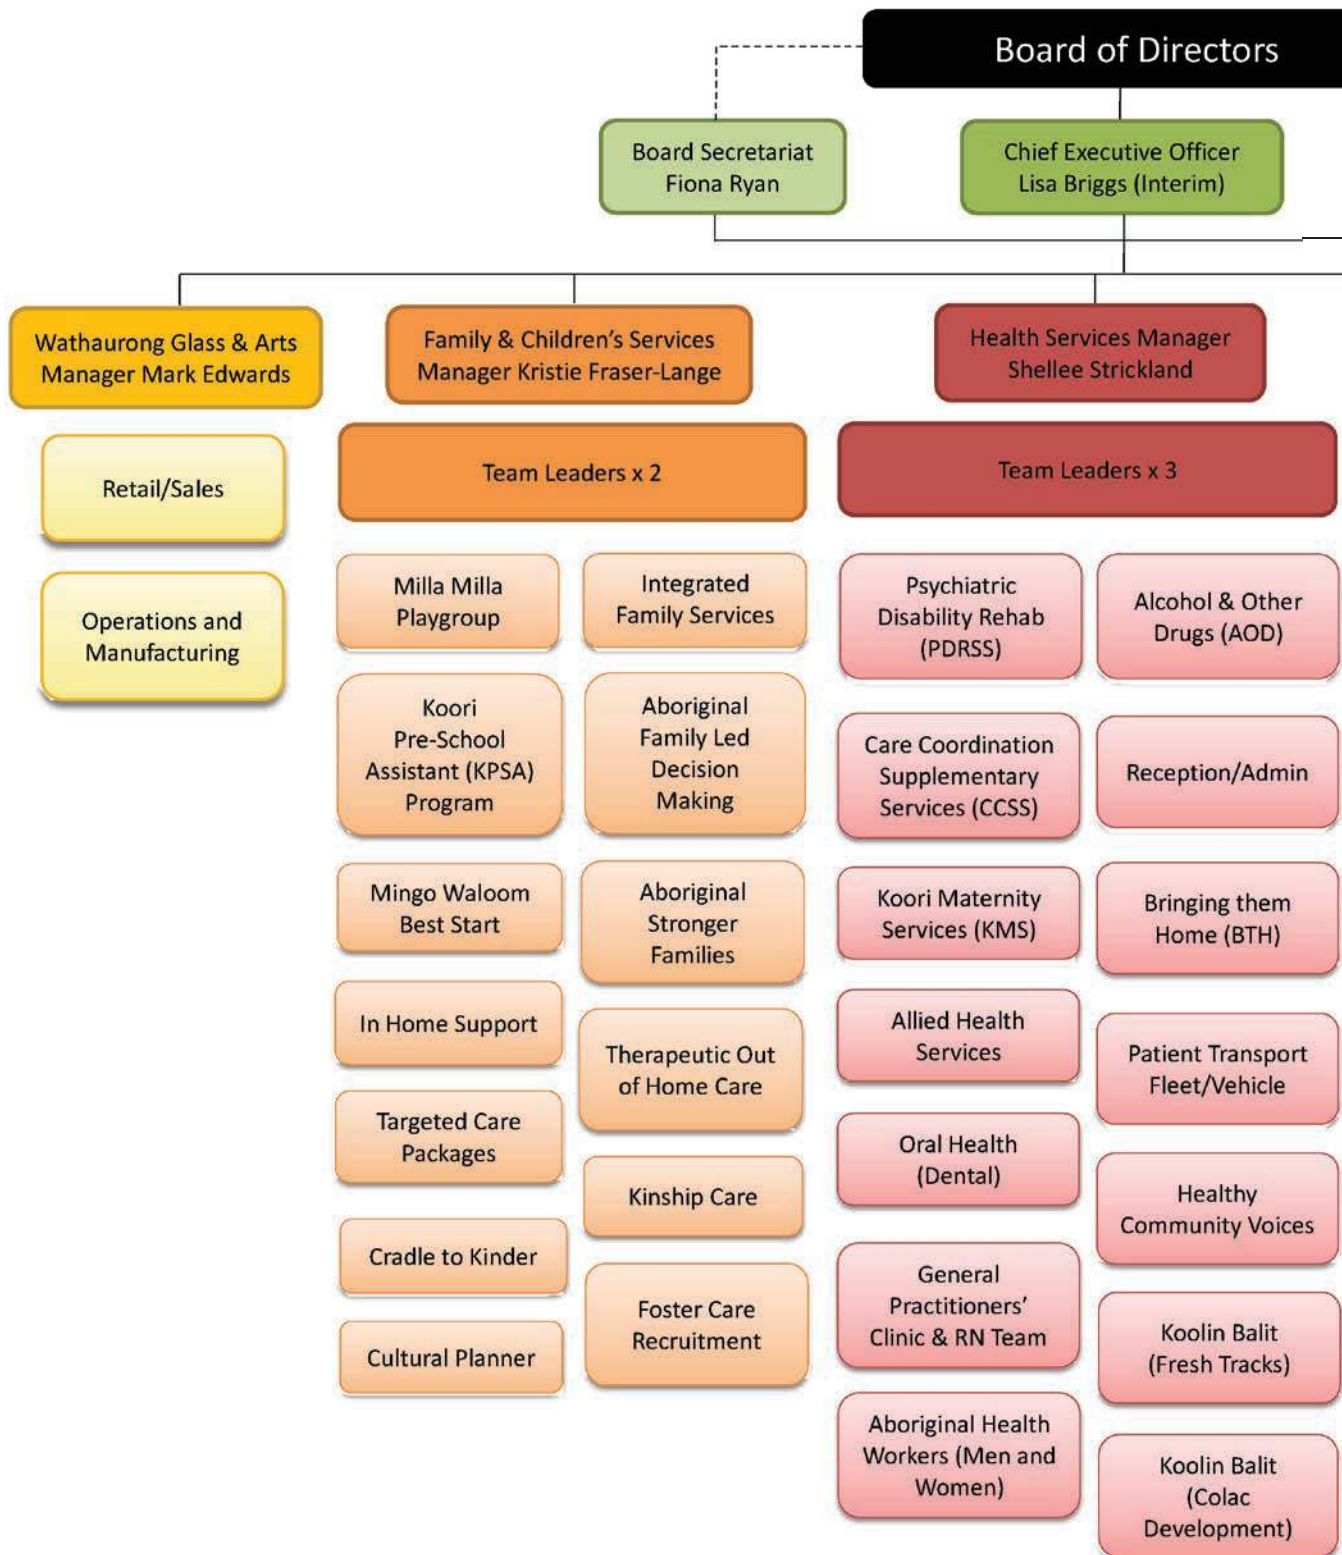 Board of Directors
Board Secretariat
Fiona Ryan
Chief Executive Officer
Lisa Briggs (Interim)
Wathaurong Glass & Arts
Manager Mark Edwards
Retail/Sales
Operations and
Manufacturing
Family & Children's Services
Manager Kristie Fraser-Lange
Team Leaders x 2
Milla Milla
Playgroup
Koori
Pre-School
Assistant (KPSA)
Program
Mingo Waloom
Best Start
In Home Support
Targeted Care
Packages
Cradle to Kinder
Cultural Planner
Integrated
Family Services
Aboriginal
Family Led
Decision
Making
Aboriginal
Stronger
Families
Therapeutic Out
of Home Care
Kinship Care
Foster Care
Recruitment
Health Services Manager
Shellee Strickland
Team Leaders x 3
Psychiatric
Disability Rehab
(PDRSS)
Care Coordination
Supplementary
Services (CCSS)
Koori Maternity
Services (KMS)
Allied Health
Services
Oral Health
(Dental)
General
Practitioners'
Clinic & RN Team
Aboriginal Health
Workers (Men and
Women)
Alcohol & Other
Drugs (AOD)
Reception/Admin
Bringing them
Home (BTH)
Patient Transport
Fleet/Vehicle
Healthy
Community Voices
Koolin Balit
(Fresh Tracks)
Koolin Balit
(Colac
Development)